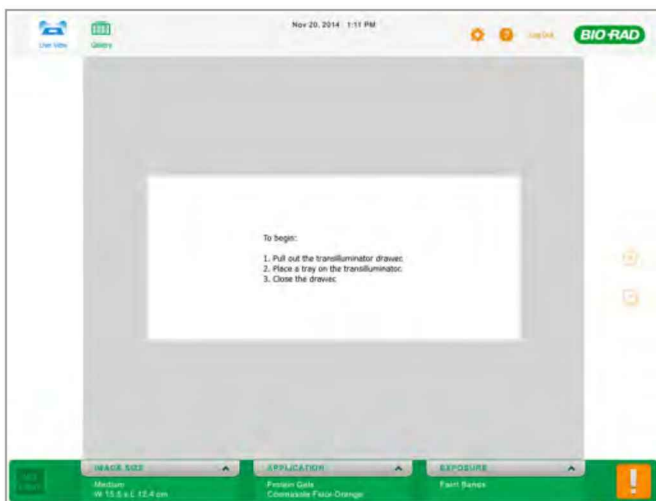 Nov 20, 2014 1:11 PM
Live View
Gallery
?
Log Out
BIO-RAD
To begin:
1. Pull out the transilluminator drawer.
2. Place a tray on the transilluminator.
3. Close the drawer.
IMAGE SIZE
Medium
W 15.5 x L 12.4 cm
APPLICATION
Protein Gels
Coomassie Fluor Orange
EXPOSURE
Faint Bands
!